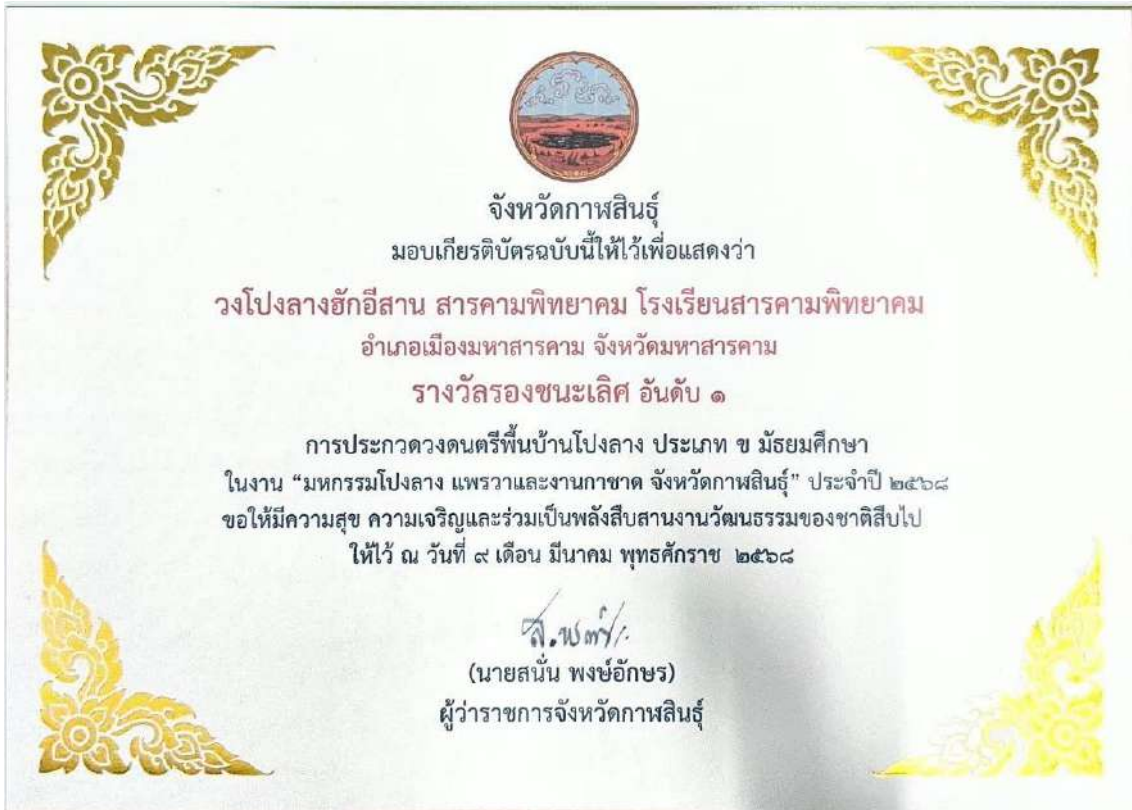 จังหวัดกาฬสินธุ์
มอบเกียรติบัตรฉบับนี้ให้ไว้เพื่อแสดงว่า
วงโปงลางฮักอีสาน สารคามพิทยาคม โรงเรียนสารคามพิทยาคม
อำเภอเมืองมหาสารคาม จังหวัดมหาสารคาม
รางวัลรองชนะเลิศ อันดับ ๑
การประกวดวงดนตรีพื้นบ้านโปงลาง ประเภท ข มัธยมศึกษา
ในงาน “มหกรรมโปงลาง แพรวาและงานกาชาด จังหวัดกาฬสินธุ์” ประจำปี ๒๕๖๘
ขอให้มีความสุข ความเจริญและร่วมเป็นพลังสืบสานงานวัฒนธรรมของชาติสืบไป
ให้ไว้ ณ วันที่ ๙ เดือน มีนาคม พุทธศักราช ๒๕๖๘
(นายสนั่น พงษ์อักษร)
ผู้ว่าราชการจังหวัดกาฬสินธุ์